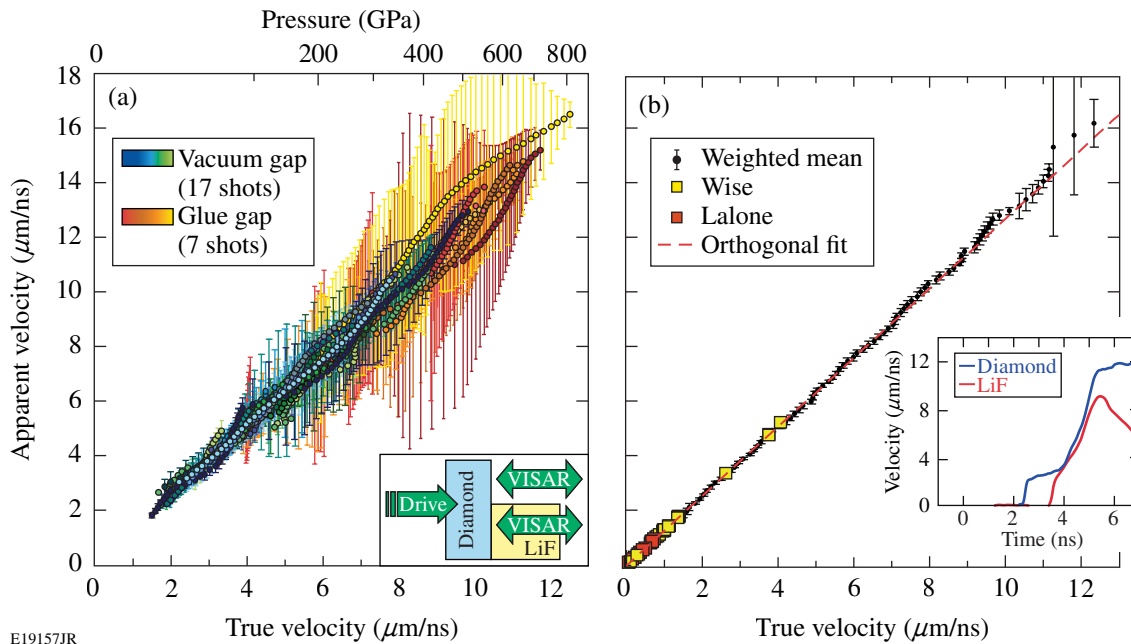 Pressure (GPa)
0 200 400 600 800
18
16
14
12
10
8
6
4
2
0
Apparent velocity (μm/ns)
(a)
Vacuum gap
(17 shots)
Glue gap
(7 shots)
Drive
Diamond
VISAR
VISAR
LiF
2 4 6 8 10 12
True velocity (μm/ns)
(b)
Weighted mean
Wise
Lalone
Orthogonal fit
Diamond
LiF
Velocity (μm/ns)
12
9
6
3
0
0 2 4 6
Time (ns)
0 2 4 6 8 10 12
True velocity (μm/ns)
E19157JR